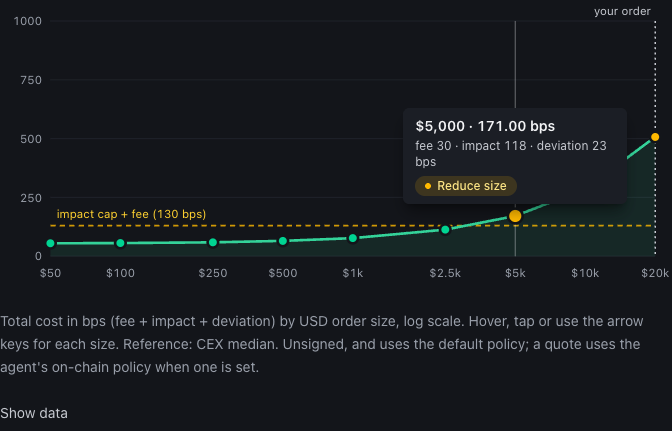 your order
1000
750
500
250
0
$5,000 · 171.00 bps
fee 30 · impact 118 · deviation 23
bps
Reduce size
impact cap + fee (130 bps)
$50 $100 $250 $500 $1k $2.5k $5k $10k $20k
Total cost in bps (fee + impact + deviation) by USD order size, log scale. Hover, tap or use the arrow
keys for each size. Reference: CEX median. Unsigned, and uses the default policy; a quote uses the
agent's on-chain policy when one is set.
Show data